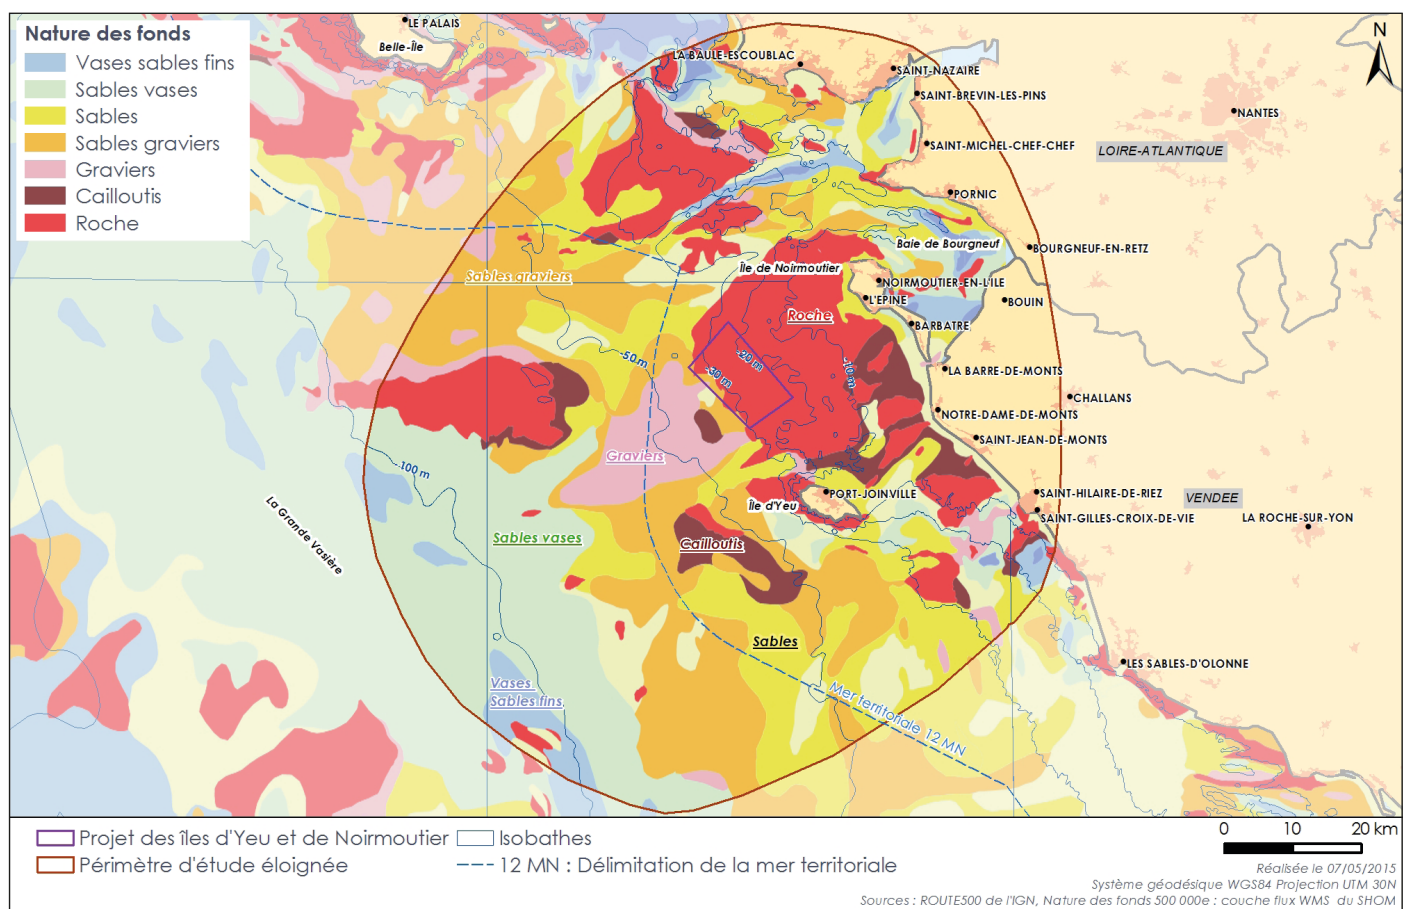 Nature des fonds
Vases sables fins
Sables vases
Sables
Sables graviers
Graviers
Cailloutis
Roche
LE PALAIS
Belle-Île
LA BAULE-ESCOUBLAC
SAINT-NAZAIRE
SAINT-BREVIN-LES-PINS
N
NANTES
SAINT-MICHEL-CHEF-CHEF
LOIRE-ATLANTIQUE
PORNIC
Baie de Bourgneuf
BOURGNEUF-EN-RETZ
Sables graviers
Île de Noirmoutier
NOIRMOUTIER-EN-L'ILE
L'EPINE
BOUIN
Roche
BARBATRE
-50 m
-20 m
-30 m
-10 m
LA BARRE-DE-MONTS
CHALLANS
NOTRE-DAME-DE-MONTS
SAINT-JEAN-DE-MONTS
Graviers
-100 m
La Grande Vasière
Île d'Yeu
PORT-JOINVILLE
SAINT-HILAIRE-DE-RIEZ
VENDEE
SAINT-GILLES-CROIX-DE-VIE
LA ROCHE-SUR-YON
Sables vases
Cailloutis
Sables
LES SABLES-D'OLONNE
Vases
Sables fins
Mer territoriale 12 MN
Projet des îles d'Yeu et de Noirmoutier
Isobathes
Périmètre d'étude éloignée
12 MN : Délimitation de la mer territoriale
0 10 20 km
Réalisée le 07/05/2015
Système géodésique WGS84 Projection UTM 30N
Sources : ROUTE500 de l'IGN, Nature des fonds 500 000e : couche flux WMS du SHOM